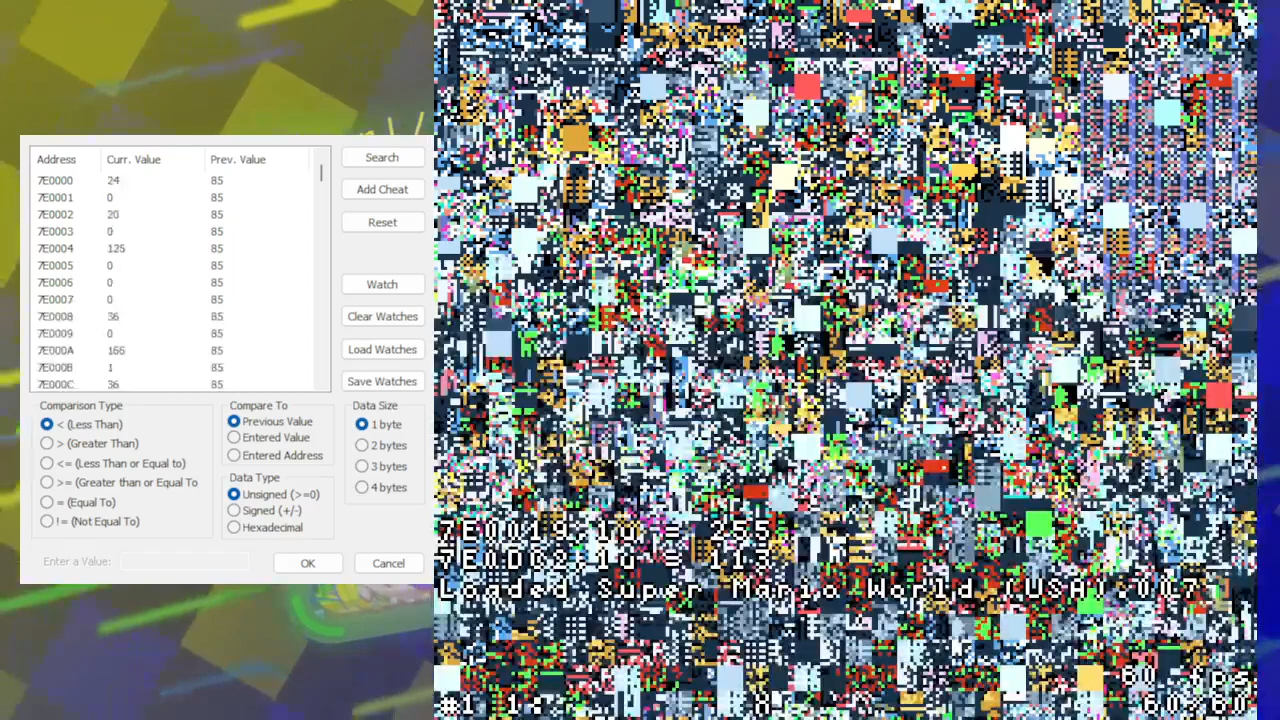 Address Curr. Value Prev. Value
7E0000 24 85
7E0001 0 85
7E0002 20 85
7E0003 0 85
7E0004 125 85
7E0005 0 85
7E0006 0 85
7E0007 0 85
7E0008 36 85
7E0009 0 85
7E000A 166 85
7E000B 1 85
7E000C 36 85
Search
Add Cheat
Reset
Watch
Clear Watches
Load Watches
Save Watches
Comparison Type
< (Less Than)
> (Greater Than)
<= (Less Than or Equal to)
>= (Greater than or Equal To
= (Equal To)
!= (Not Equal To)
Compare To
Previous Value
Entered Value
Entered Address
Data Type
Unsigned (>=0)
Signed (+/-)
Hexadecimal
Data Size
1 byte
2 bytes
3 bytes
4 bytes
Enter a Value:
OK
Cancel
= 255
= 113
Loaded Super Mario World (USA).017
60 fps
60/60